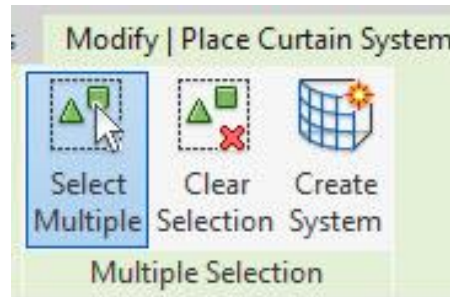 Modify | Place Curtain System
Select Multiple
Clear Selection
Create System
Multiple Selection